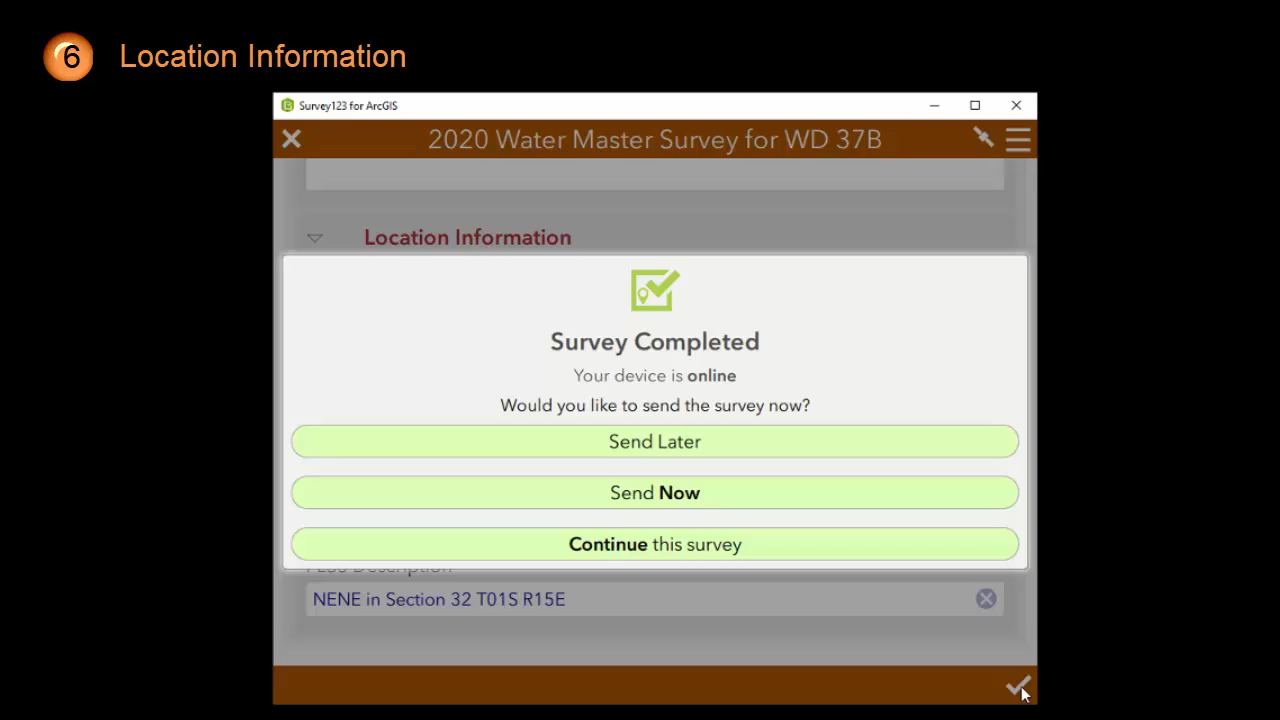 6 Location Information
Survey123 for ArcGIS
2020 Water Master Survey for WD 37B
Location Information
Survey Completed
Your device is online
Would you like to send the survey now?
Send Later
Send Now
Continue this survey
PLSS Description
NENE in Section 32 T01S R15E